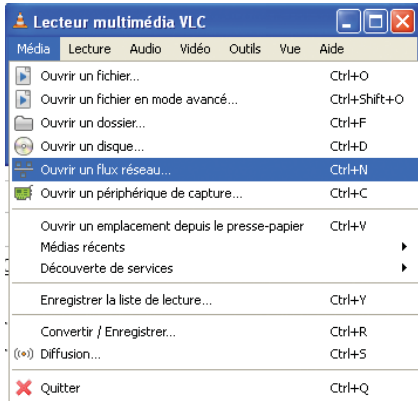 Lecteur multimédia VLC
Média Lecture Audio Vidéo Outils Vue Aide
Ouvrir un fichier... Ctrl+O
Ouvrir un fichier en mode avancé... Ctrl+Shift+O
Ouvrir un dossier... Ctrl+F
Ouvrir un disque... Ctrl+D
Ouvrir un flux réseau... Ctrl+N
Ouvrir un périphérique de capture... Ctrl+C
Ouvrir un emplacement depuis le presse-papier Ctrl+V
Médias récents
Découverte de services
Enregistrer la liste de lecture... Ctrl+Y
Convertir / Enregistrer... Ctrl+R
Diffusion... Ctrl+S
Quitter Ctrl+Q